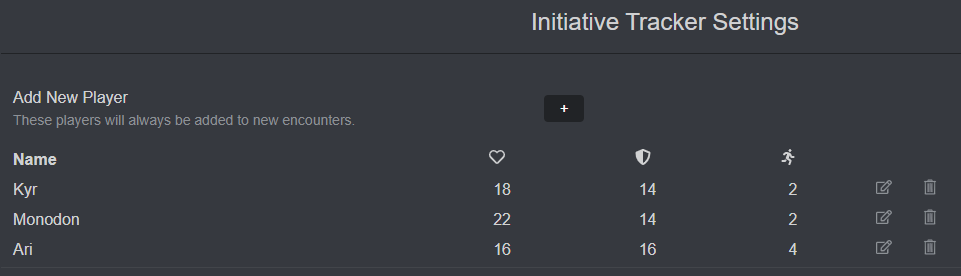 Initiative Tracker Settings
Add New Player
+
These players will always be added to new encounters.
Name
Kyr 18 14 2
Monodon 22 14 2
Ari 16 16 4